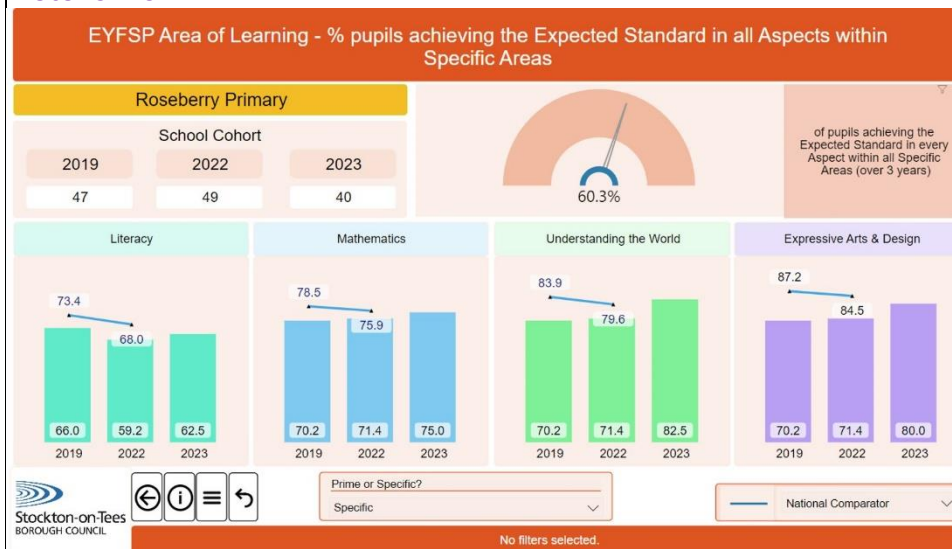 EYFSP Area of Learning - % pupils achieving the Expected Standard in all Aspects within
Specific Areas
Roseberry Primary
School Cohort
2019 2022 2023
47 49 40
60.3%
of pupils achieving the
Expected Standard in every
Aspect within all Specific
Areas (over 3 years)
Literacy
73.4
68.0
66.0 59.2 62.5
2019 2022 2023
Mathematics
78.5
75.9
70.2 71.4 75.0
2019 2022 2023
Understanding the World
83.9
79.6
70.2 71.4 82.5
2019 2022 2023
Expressive Arts & Design
87.2
84.5
70.2 71.4 80.0
2019 2022 2023
Stockton-on-Tees
BOROUGH COUNCIL
Prime or Specific?
Specific
National Comparator
No filters selected.